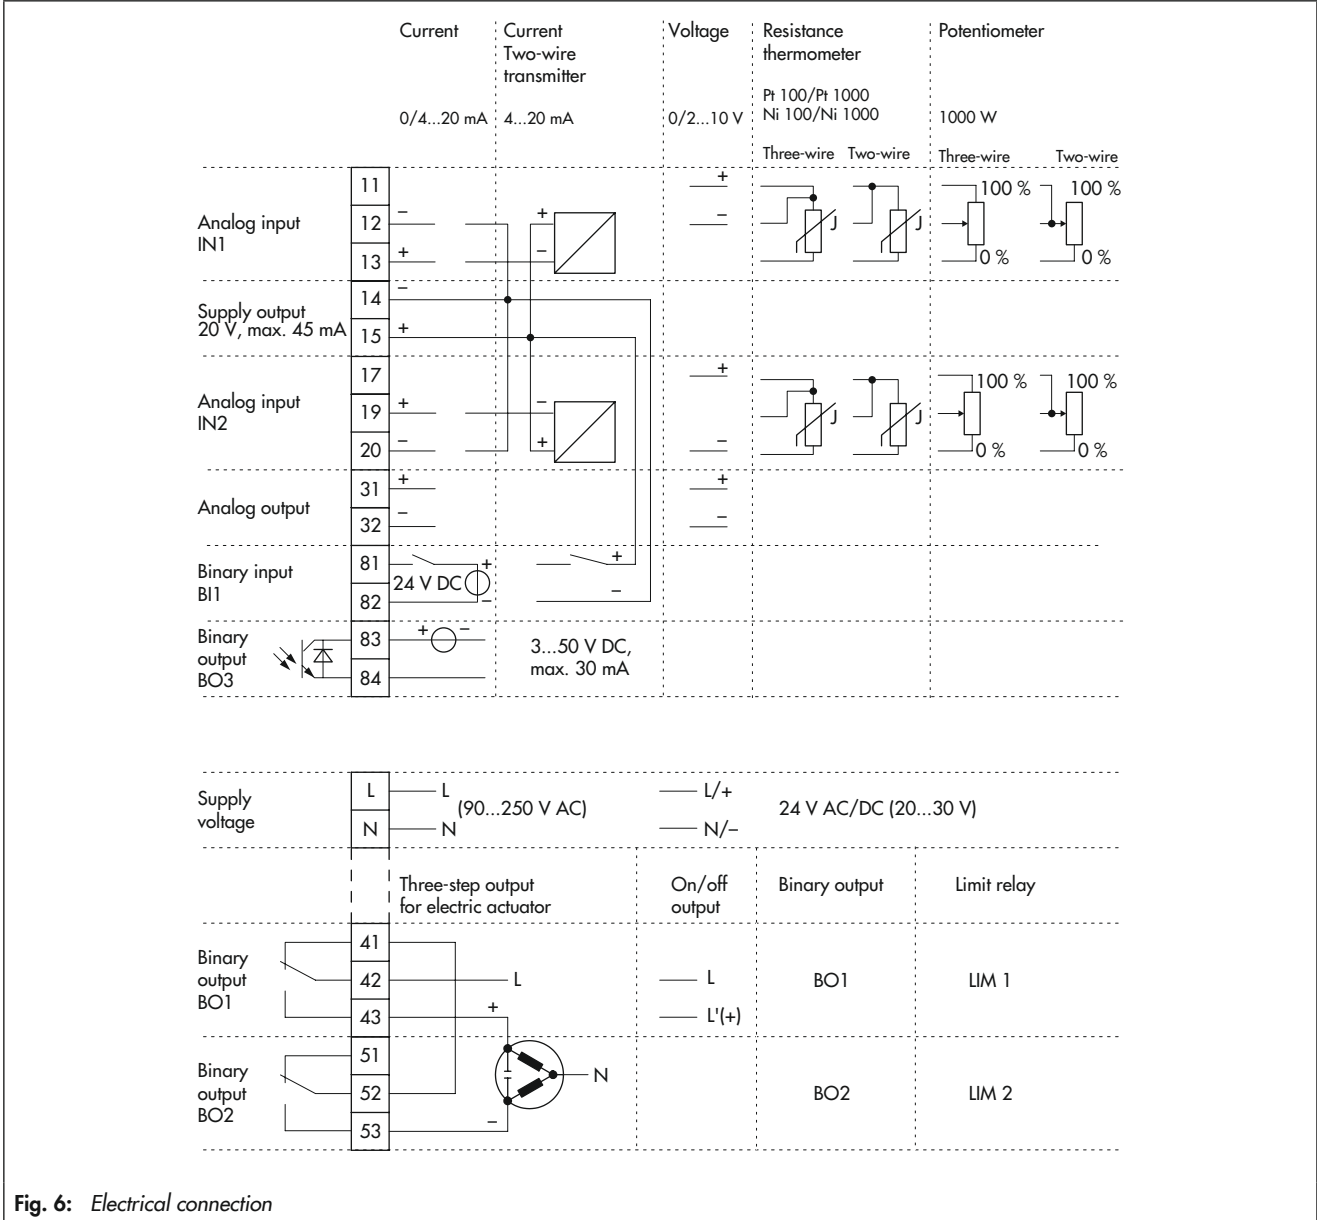 Current
Current
Two-wire
transmitter
Voltage
Resistance
thermometer
Potentiometer
Pt 100/Pt 1000
Ni 100/Ni 1000
0/4...20 mA
4...20 mA
0/2...10 V
1000 W
Three-wire Two-wire
Three-wire Two-wire
Analog input
IN1
11
12
13
− +
+ −
+ −
J J
100 % 0 %
100 % 0 %
Supply output
20 V, max. 45 mA
14 −
15 +
Analog input
IN2
17
19
20
+ −
− +
+ −
J J
100 % 0 %
100 % 0 %
Analog output
31 + +
32 − −
Binary input
BI1
81
82
24 V DC
+ −
+ −
Binary
output
BO3
83
84
+ −
3...50 V DC,
max. 30 mA
Supply
voltage
L
N
L
N
(90...250 V AC)
L/+
N/−
24 V AC/DC (20...30 V)
Three-step output
for electric actuator
On/off
output
Binary output
Limit relay
Binary
output
BO1
41
42
43
L
+
L
L'(+)
BO1
LIM 1
Binary
output
BO2
51
52
53
N
−
BO2
LIM 2
Fig. 6: Electrical connection